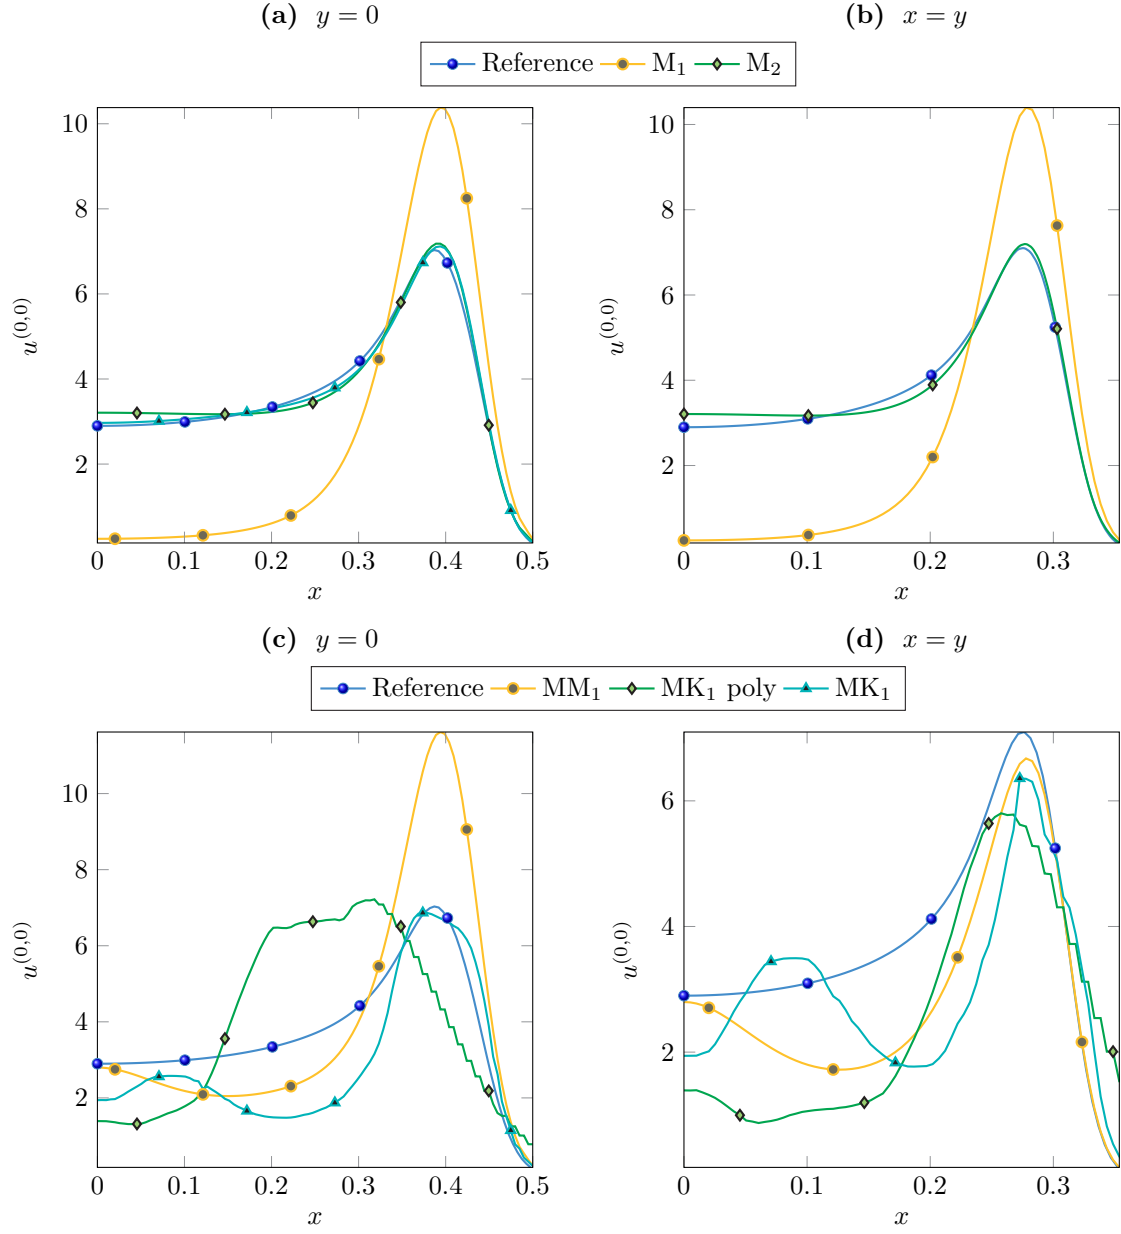 (a) y = 0
(b) x = y
Reference M₁ M₂
10
8
6
4
2
u⁽⁰,⁰⁾
0 0.1 0.2 0.3 0.4 0.5
x
10
8
6
4
2
u⁽⁰,⁰⁾
0 0.1 0.2 0.3
x
(c) y = 0
(d) x = y
Reference MM₁ MK₁ poly MK₁
10
8
6
4
2
u⁽⁰,⁰⁾
0 0.1 0.2 0.3 0.4 0.5
x
6
4
2
u⁽⁰,⁰⁾
0 0.1 0.2 0.3
x